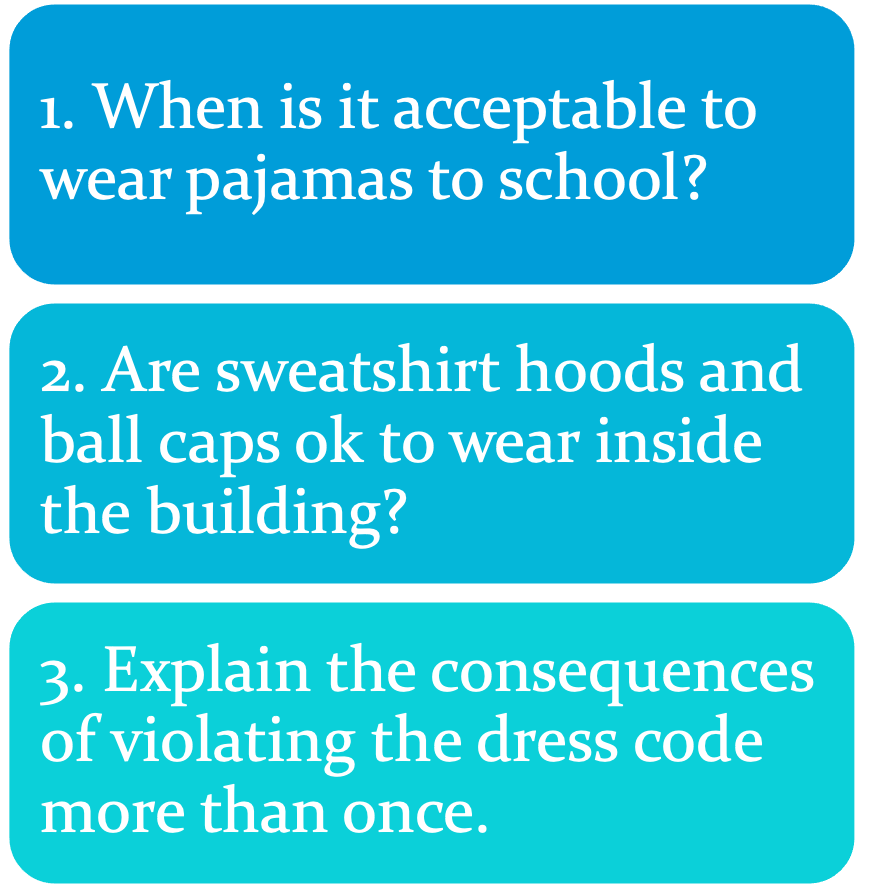 1. When is it acceptable to
wear pajamas to school?
2. Are sweatshirt hoods and
ball caps ok to wear inside
the building?
3. Explain the consequences
of violating the dress code
more than once.